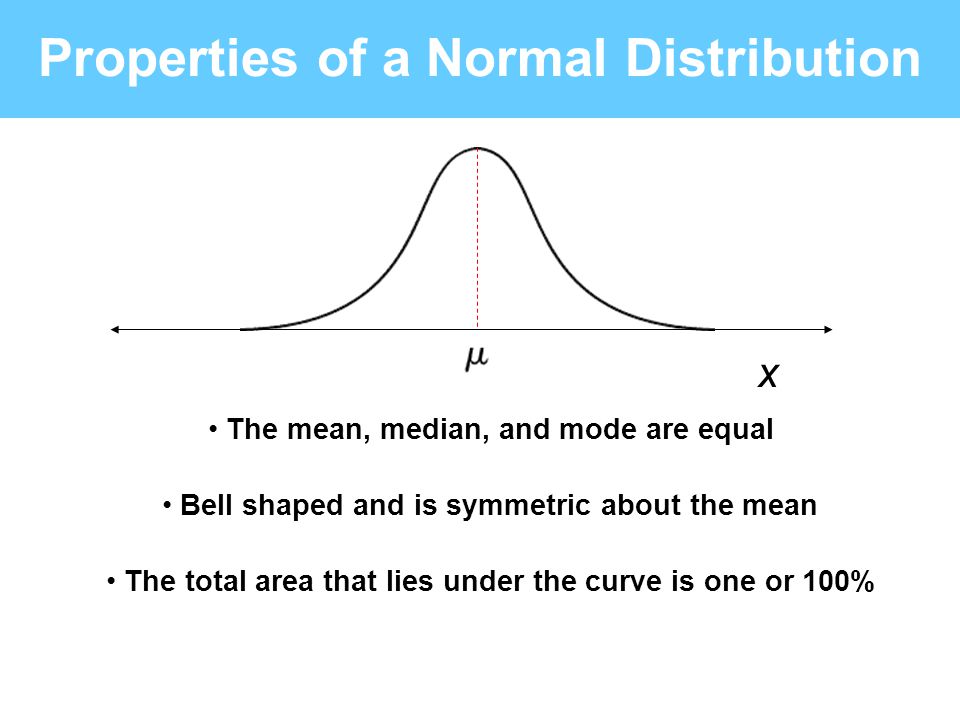 Properties of a Normal Distribution
μ
X
• The mean, median, and mode are equal
• Bell shaped and is symmetric about the mean
• The total area that lies under the curve is one or 100%